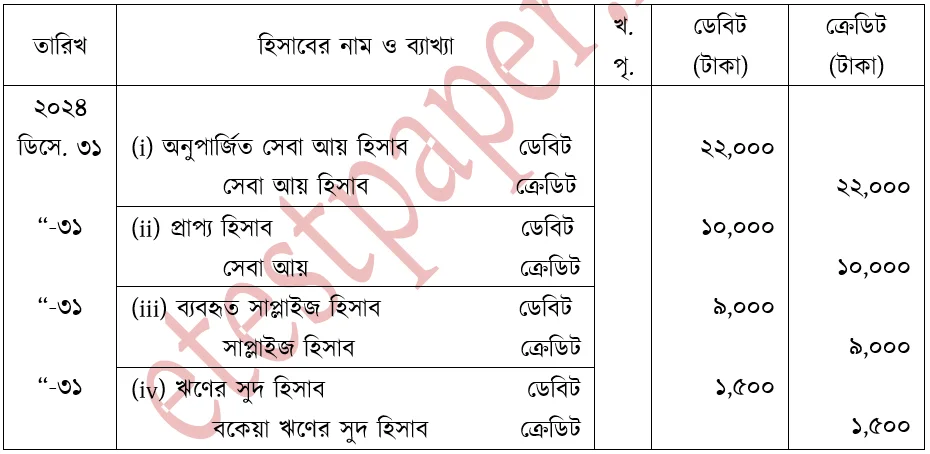 তারিখ হিসাবের নাম ও ব্যাখ্যা খ. পৃ. ডেবিট (টাকা) ক্রেডিট (টাকা)
২০২৪
ডিসে. ৩১ (i) অনুপার্জিত সেবা আয় হিসাব ডেবিট ২২,০০০
সেবা আয় হিসাব ক্রেডিট ২২,০০০
“-৩১ (ii) প্রাপ্য হিসাব ডেবিট ১০,০০০
সেবা আয় ক্রেডিট ১০,০০০
“-৩১ (iii) ব্যবহৃত সাপ্লাইজ হিসাব ডেবিট ৯,০০০
সাপ্লাইজ হিসাব ক্রেডিট ৯,০০০
“-৩১ (iv) ঋণের সুদ হিসাব ডেবিট ১,৫০০
বকেয়া ঋণের সুদ হিসাব ক্রেডিট ১,৫০০
etestpaper.